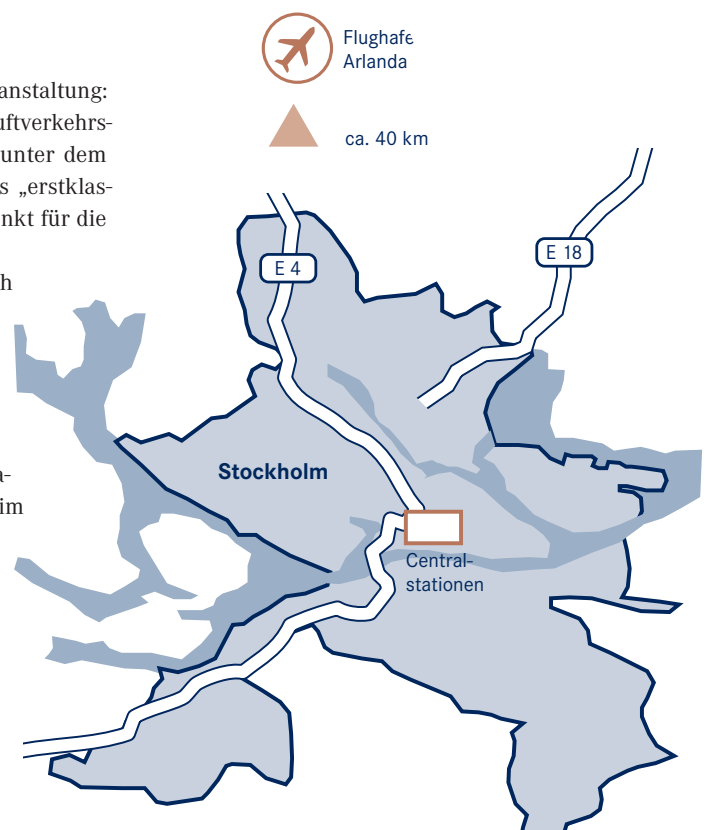 anstaltung:
uftverkehrs-
unter dem
s „erstklas-
nkt für die
h
a-
im
Flughafe
Arlanda
ca. 40 km
E 4
E 18
Stockholm
Central-
stationen